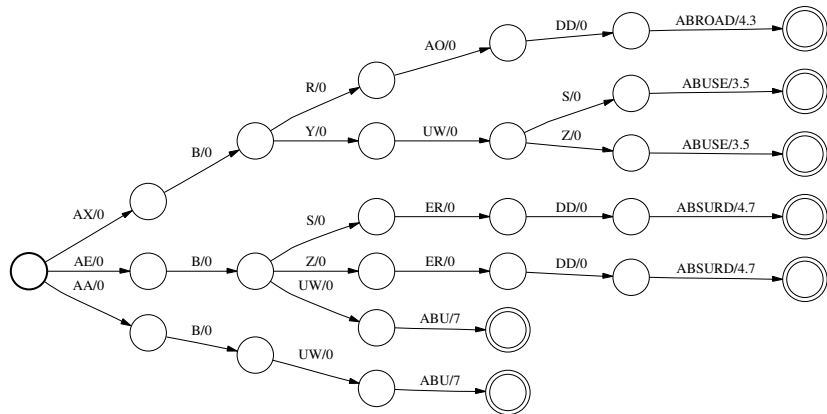 AX/0
B/0
R/0
AO/0
DD/0
ABROAD/4.3
Y/0
UW/0
S/0
ABUSE/3.5
Z/0
ABUSE/3.5
AE/0
B/0
S/0
ER/0
DD/0
ABSURD/4.7
Z/0
ER/0
DD/0
ABSURD/4.7
UW/0
ABU/7
AA/0
B/0
UW/0
ABU/7